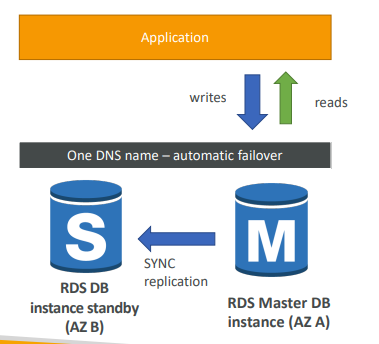 Application
writes
reads
One DNS name – automatic failover
S
M
SYNC
replication
RDS DB
instance standby
(AZ B)
RDS Master DB
instance (AZ A)